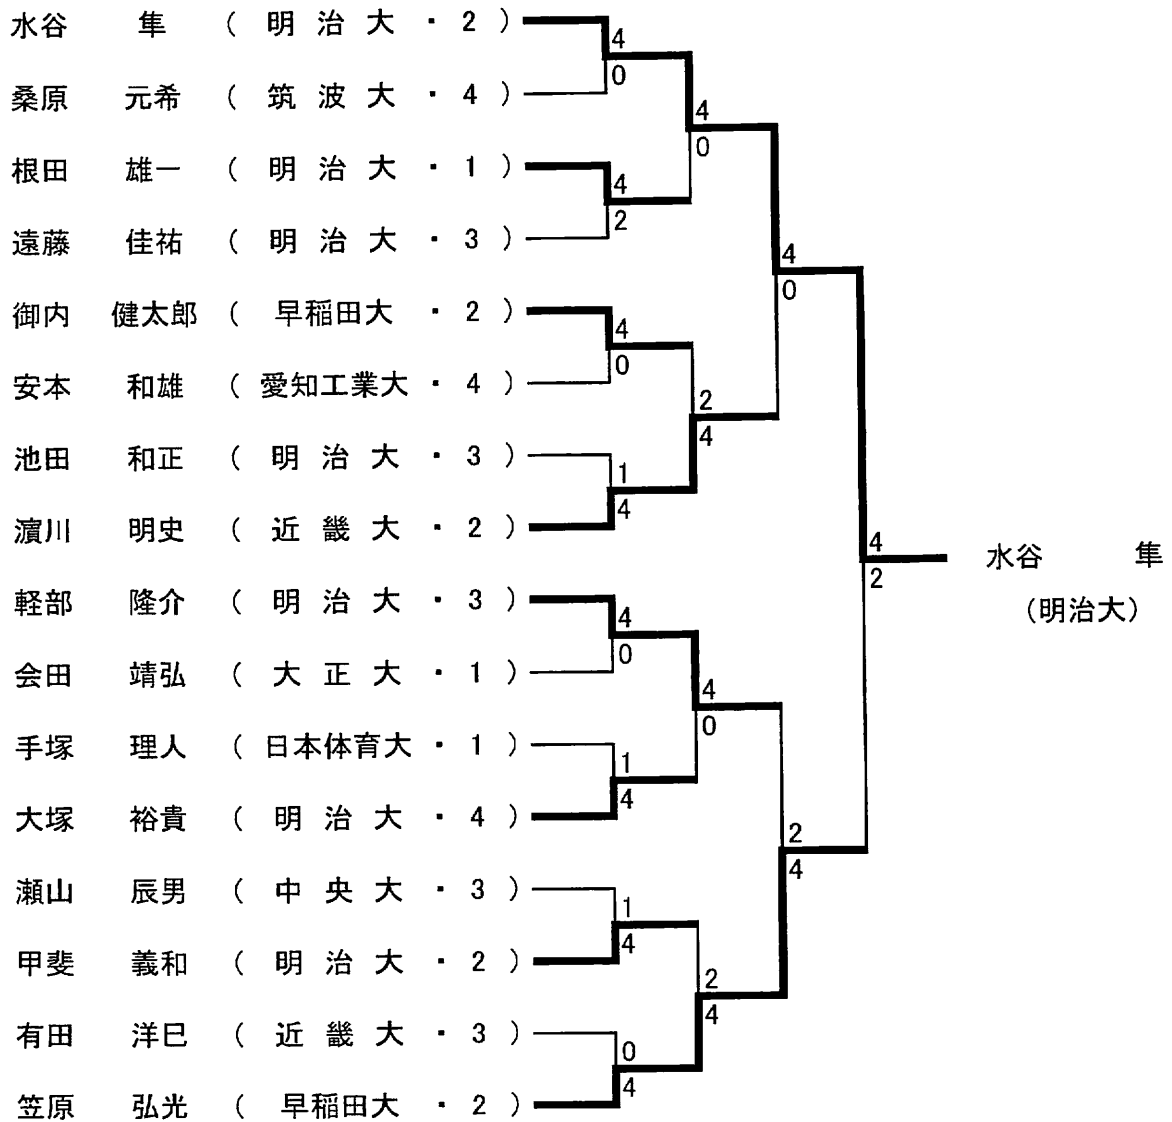 水谷 隼 ( 明 治 大 ・ 2 )
4
0
桑原 元希 ( 筑 波 大 ・ 4 )
4
0
根田 雄一 ( 明 治 大 ・ 1 )
4
2
遠藤 佳祐 ( 明 治 大 ・ 3 )
4
0
御内 健太郎 ( 早稲田大 ・ 2 )
4
0
安本 和雄 ( 愛知工業大 ・ 4 )
2
4
池田 和正 ( 明 治 大 ・ 3 )
1
4
濵川 明史 ( 近 畿 大 ・ 2 )
4
2
水谷 隼
(明治大)
軽部 隆介 ( 明 治 大 ・ 3 )
4
0
会田 靖弘 ( 大 正 大 ・ 1 )
4
0
手塚 理人 ( 日本体育大 ・ 1 )
1
4
大塚 裕貴 ( 明 治 大 ・ 4 )
2
4
瀬山 辰男 ( 中 央 大 ・ 3 )
1
4
甲斐 義和 ( 明 治 大 ・ 2 )
2
4
有田 洋巳 ( 近 畿 大 ・ 3 )
0
4
笠原 弘光 ( 早稲田大 ・ 2 )